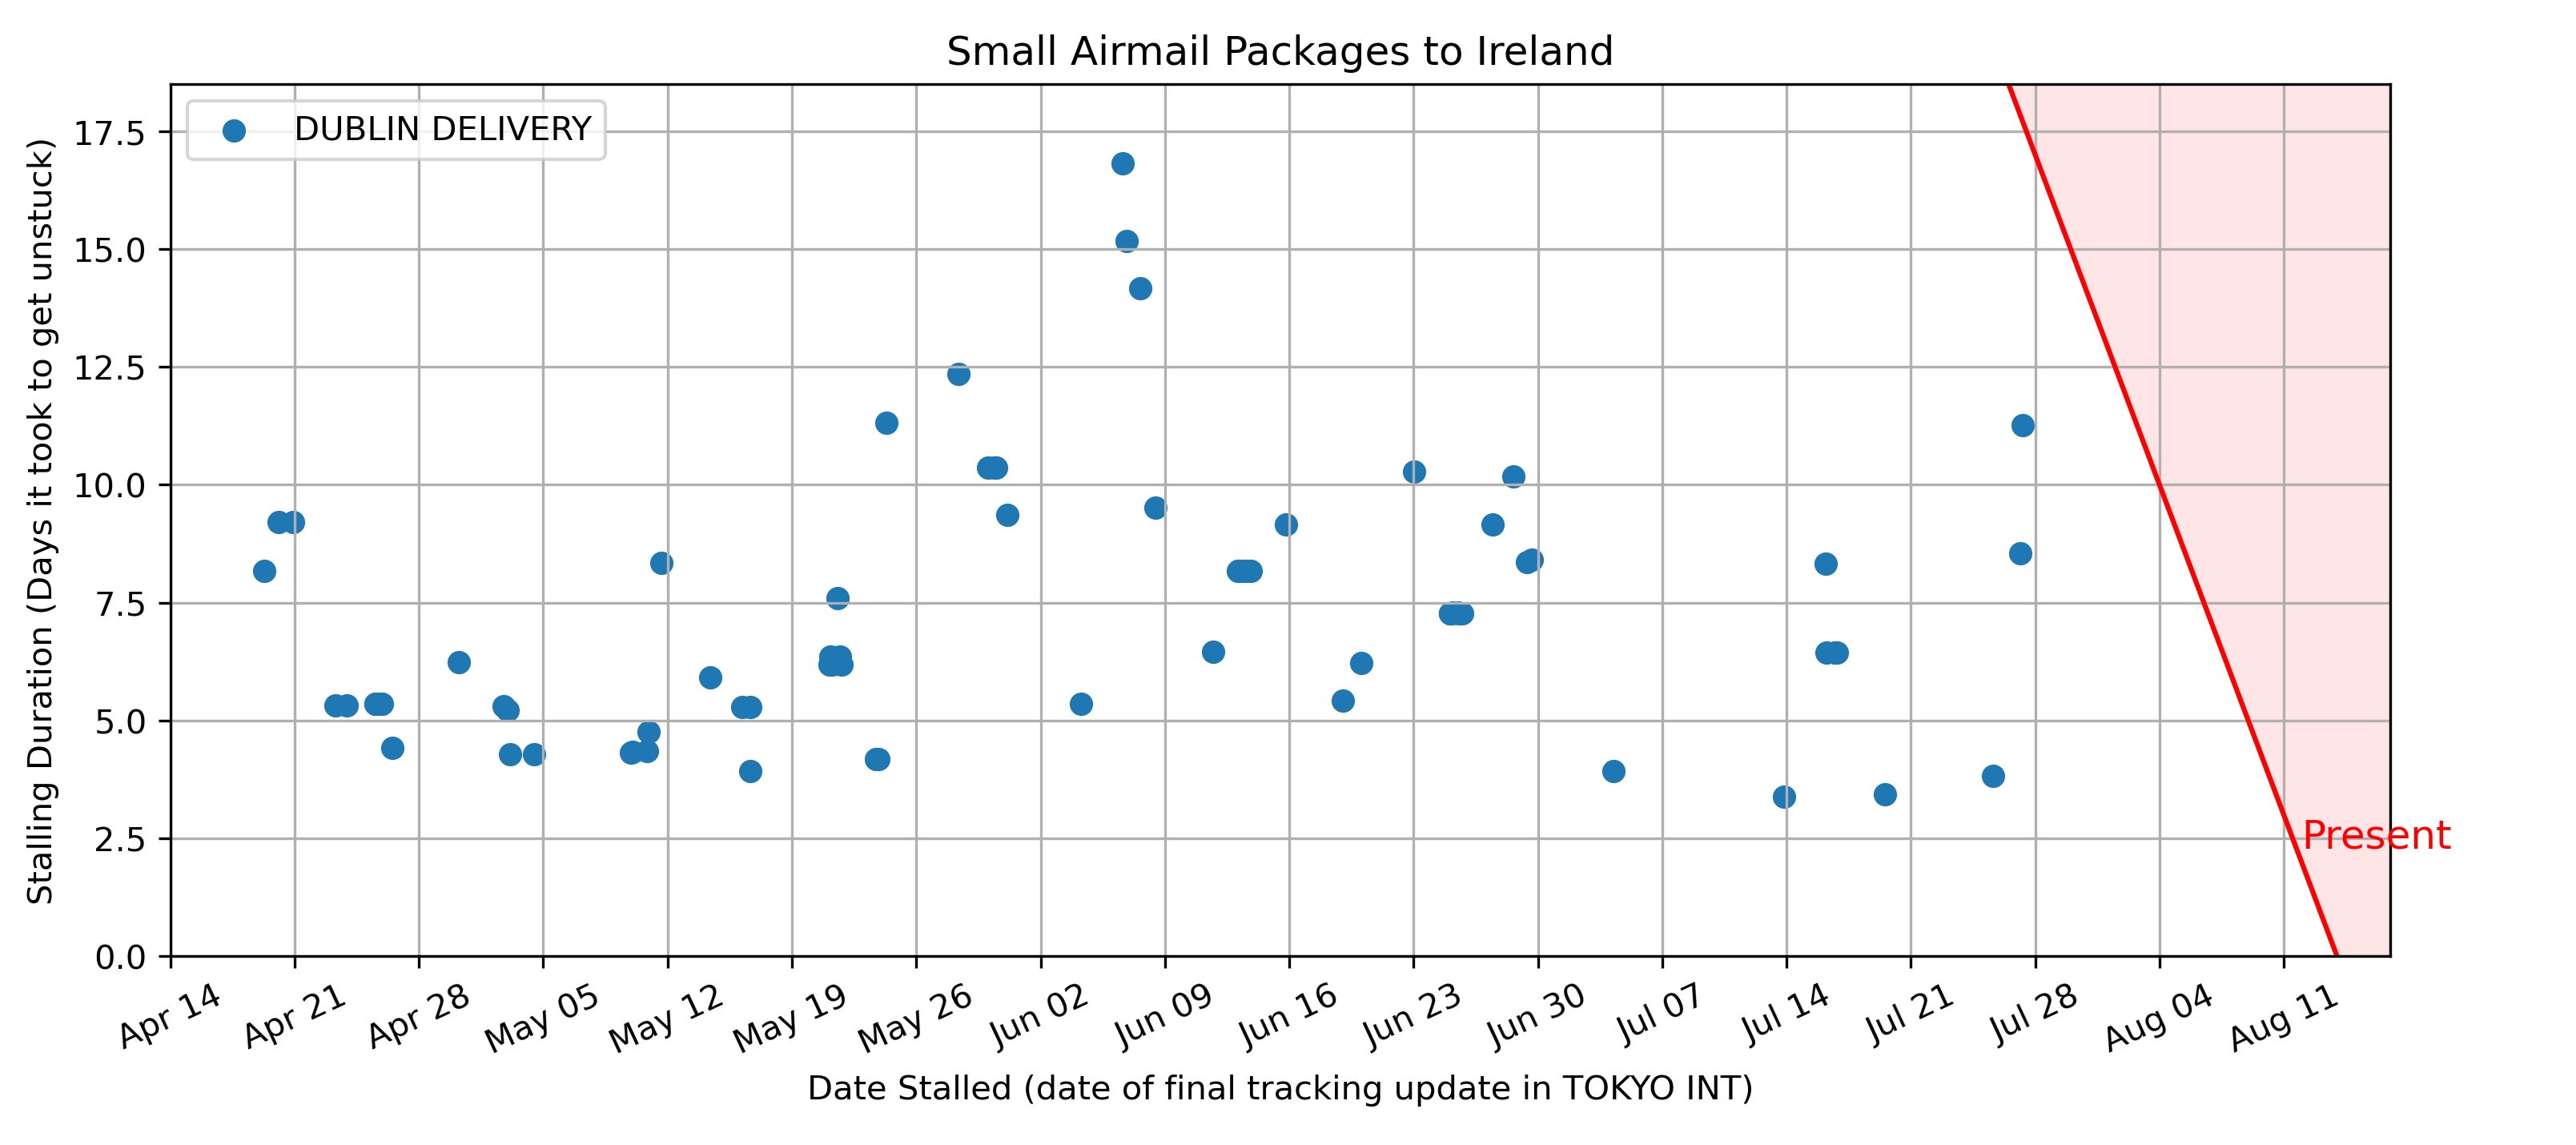 Small Airmail Packages to Ireland
DUBLIN DELIVERY
Stalling Duration (Days it took to get unstuck)
17.5
15.0
12.5
10.0
7.5
5.0
2.5
0.0
Present
Apr 14 Apr 21 Apr 28 May 05 May 12 May 19 May 26 Jun 02 Jun 09 Jun 16 Jun 23 Jun 30 Jul 07 Jul 14 Jul 21 Jul 28 Aug 04 Aug 11
Date Stalled (date of final tracking update in TOKYO INT)